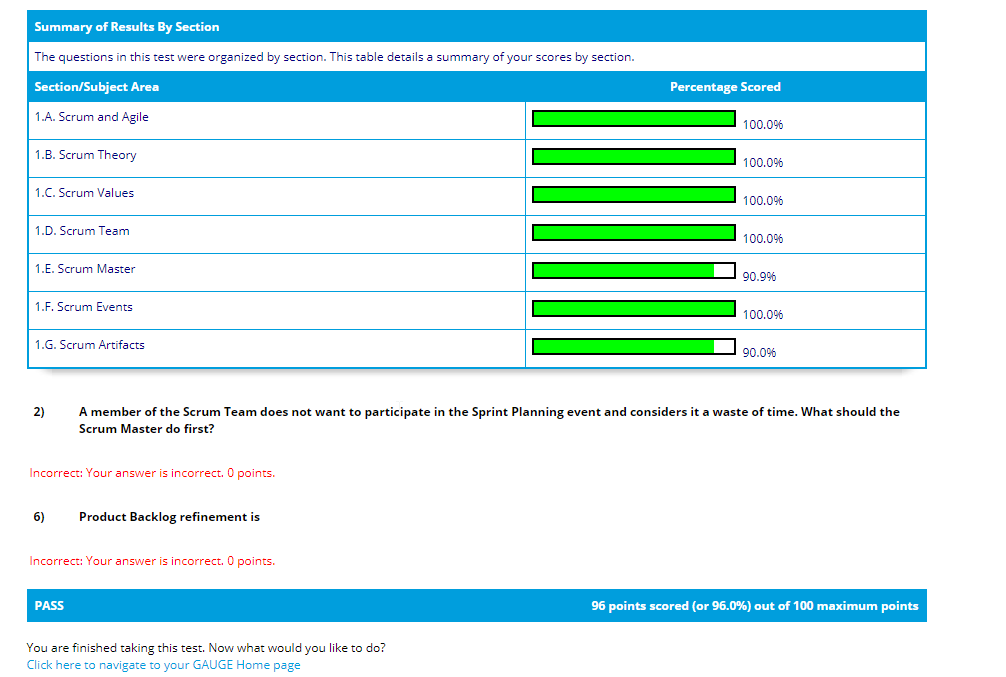 Summary of Results By Section
The questions in this test were organized by section. This table details a summary of your scores by section.
Section/Subject Area Percentage Scored
1.A. Scrum and Agile 100.0%
1.B. Scrum Theory 100.0%
1.C. Scrum Values 100.0%
1.D. Scrum Team 100.0%
1.E. Scrum Master 90.9%
1.F. Scrum Events 100.0%
1.G. Scrum Artifacts 90.0%
2) A member of the Scrum Team does not want to participate in the Sprint Planning event and considers it a waste of time. What should the
Scrum Master do first?
Incorrect: Your answer is incorrect. 0 points.
6) Product Backlog refinement is
Incorrect: Your answer is incorrect. 0 points.
PASS 96 points scored (or 96.0%) out of 100 maximum points
You are finished taking this test. Now what would you like to do?
Click here to navigate to your GAUGE Home page